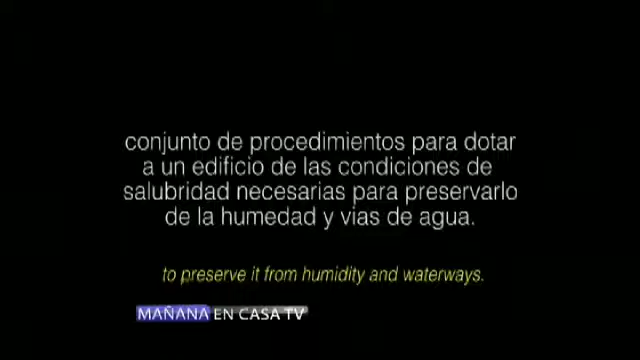 conjunto de procedimientos para dotar
a un edificio de las condiciones de
salubridad necesarias para preservarlo
de la humedad y vias de agua.
to preserve it from humidity and waterways.
MAÑANA EN CASA TV